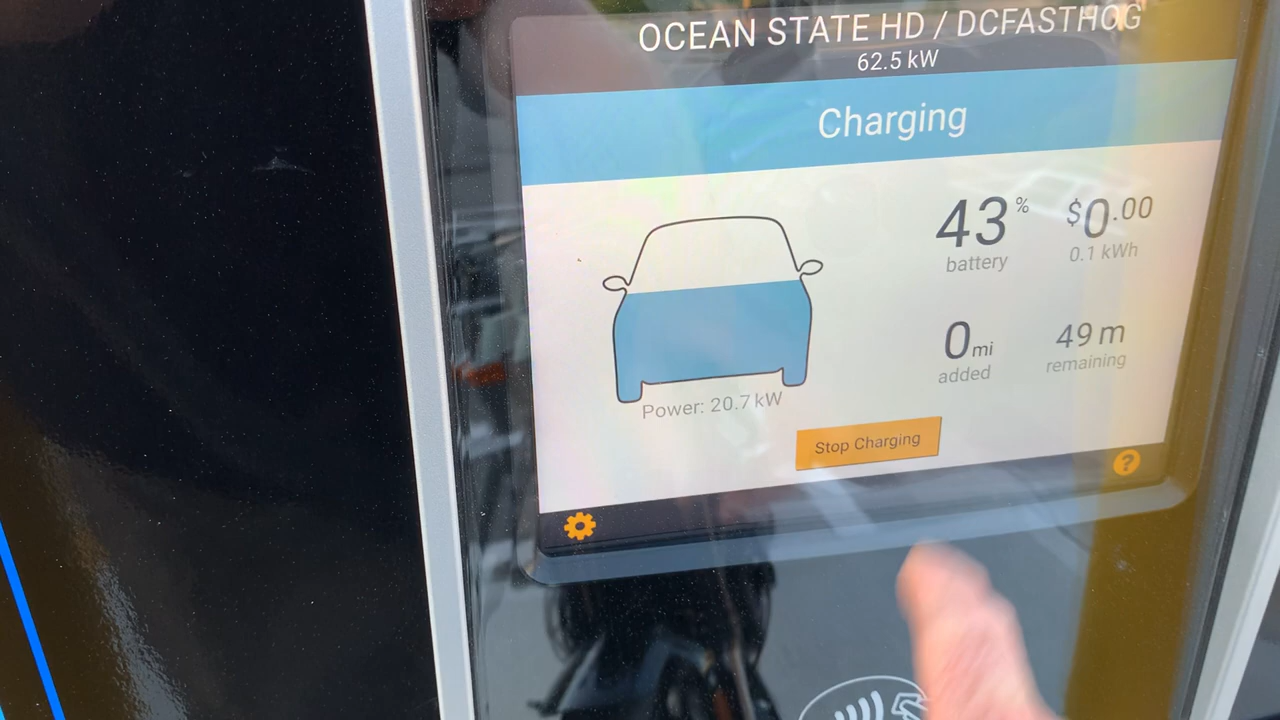 OCEAN STATE HD / DCFASTHOG
62.5 kW
Charging
43 %
battery
$0.00
0.1 kWh
0 mi
added
49 m
remaining
Power: 20.7 kW
Stop Charging
?